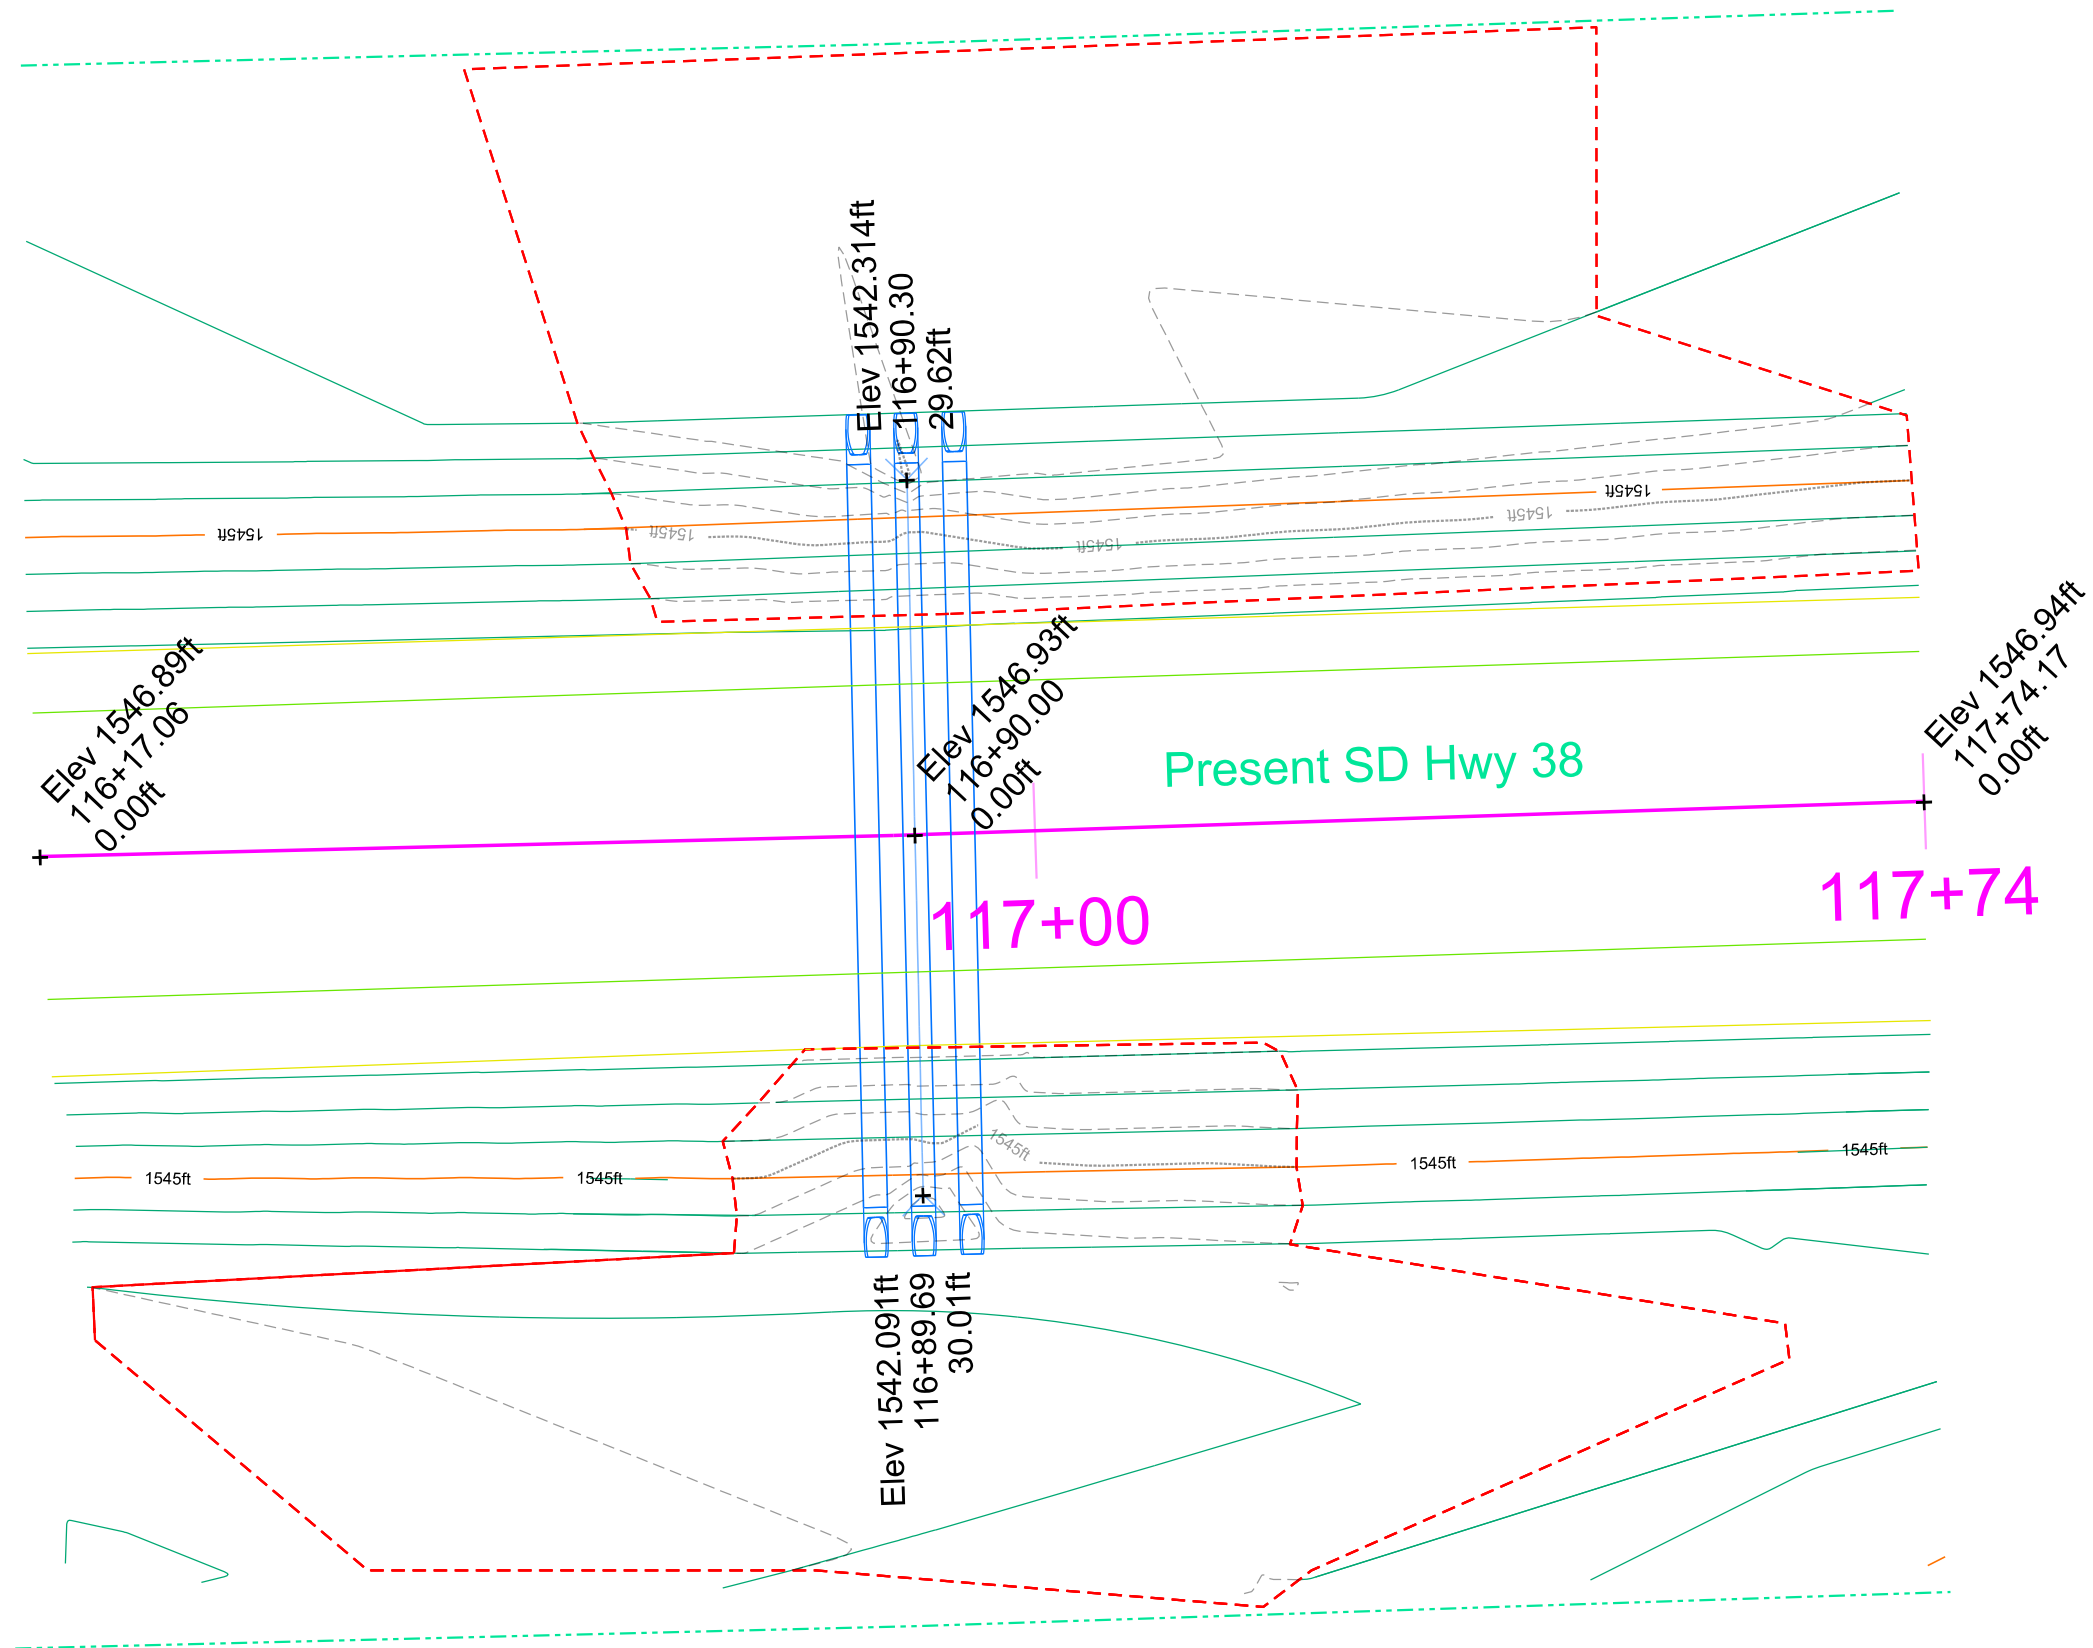 Elev 1542.314ft
116+90.30
29.62ft
1545ft
1545ft
1545ft
1545ft
1545ft
Elev 1546.89ft
116+17.06
0.00ft
Elev 1546.93ft
116+90.00
0.00ft
Elev 1546.94ft
117+74.17
0.00ft
Present SD Hwy 38
117+00
117+74
1545ft
1545ft
1545ft
1545ft
1545ft
Elev 1542.091ft
116+89.69
30.01ft